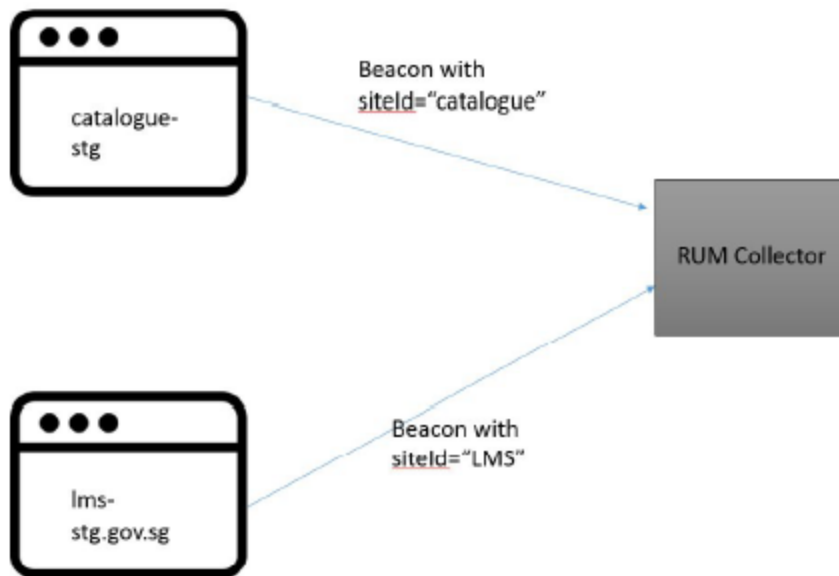 Beacon with
siteId=“catalogue”
catalogue-
stg
RUM Collector
Beacon with
siteId=“LMS”
lms-
stg.gov.sg